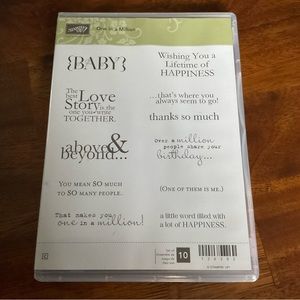 One in a Million
{BABY}
Wishing You a
Lifetime of
HAPPINESS
The
best Love
Story is the
one you write
TOGETHER.
...that's where you
always seem to go!
thanks so much
above &
beyond...
Over a million
people share your
birthday...
YOU MEAN SO MUCH
TO SO MANY PEOPLE.
(ONE OF THEM IS ME.)
That makes you
one in a million!
a little word filled with
a lot of HAPPINESS.
10